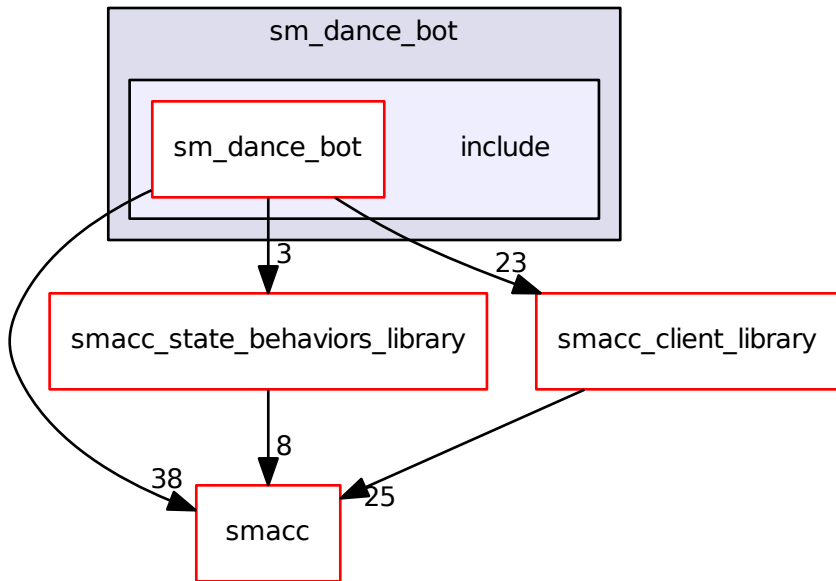 sm_dance_bot
sm_dance_bot
include
3
23
smacc_state_behaviors_library
smacc_client_library
8
38
25
smacc